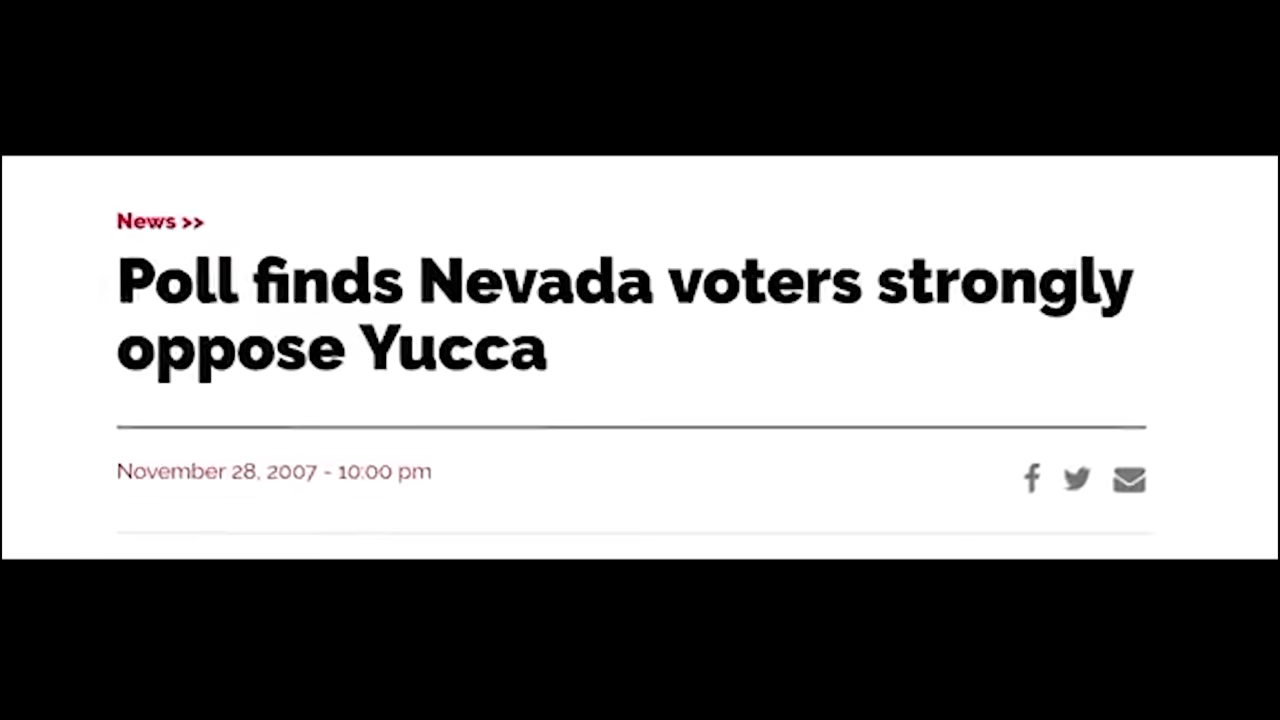 News >>
Poll finds Nevada voters strongly
oppose Yucca
November 28, 2007 - 10:00 pm